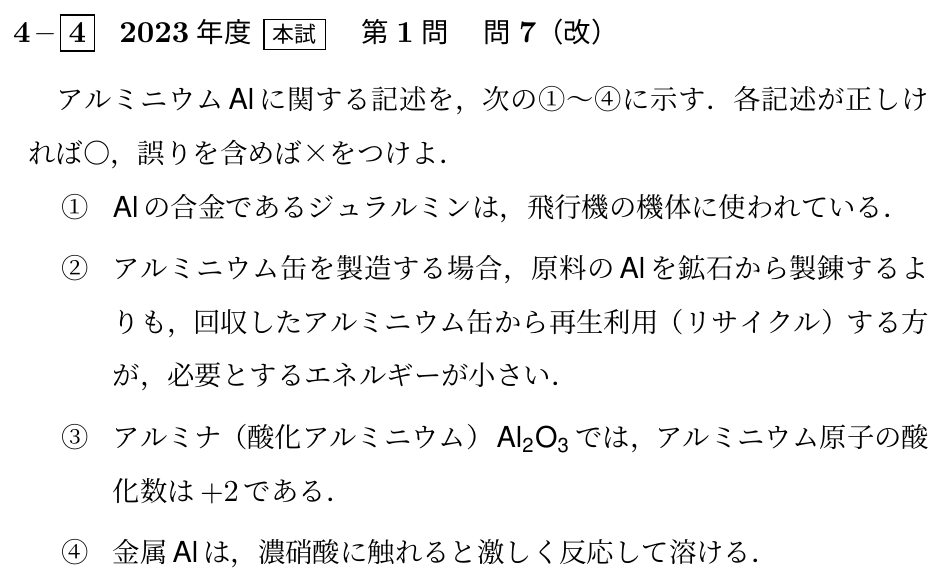 4–4 2023年度 本試 第1問 問7（改）
アルミニウムAlに関する記述を，次の①～④に示す．各記述が正しけ
れば○，誤りを含めば×をつけよ．
① Alの合金であるジュラルミンは，飛行機の機体に使われている．
② アルミニウム缶を製造する場合，原料のAlを鉱石から製錬するよ
りも，回収したアルミニウム缶から再生利用（リサイクル）する方
が，必要とするエネルギーが小さい．
③ アルミナ（酸化アルミニウム）Al₂O₃では，アルミニウム原子の酸
化数は+2である．
④ 金属Alは，濃硝酸に触れると激しく反応して溶ける．